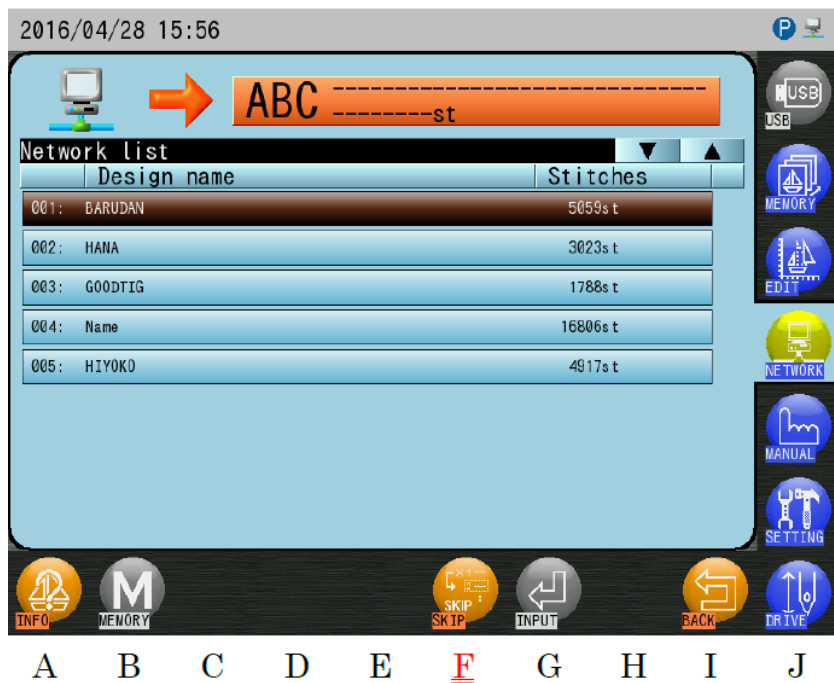 2016/04/28 15:56
P
ABC --------------------------------
--------st
USB
USB
Network list ▼ ▲
Design name Stitches
001: BARUDAN 5059st
002: HANA 3023st
003: GOODTIG 1788st
004: Name 16806st
005: HIYOKO 4917st
MEMORY
EDIT
NETWORK
MANUAL
SETTING
INFO
M
MEMORY
×1
SKIP
SKIP
INPUT
BACK
DRIVE
A B C D E F G H I J